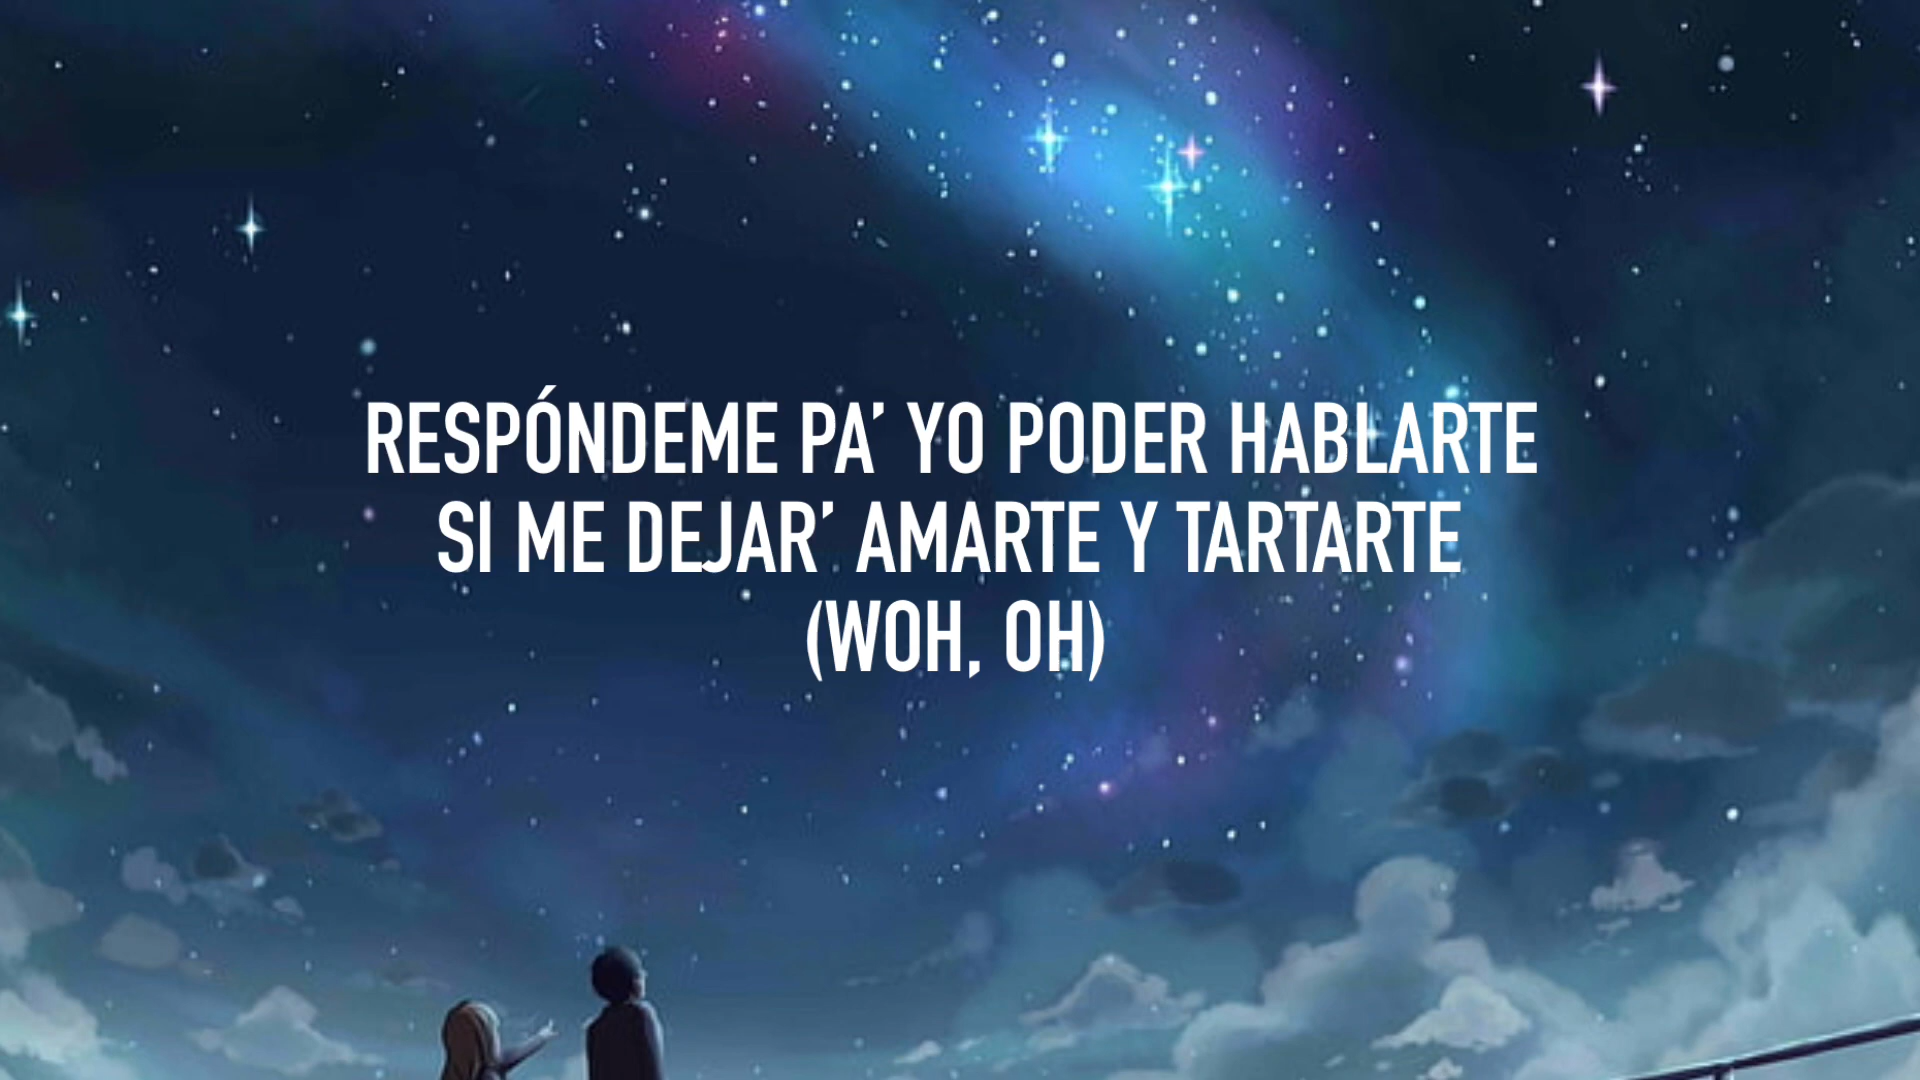 RESPÓNDEME PA’ YO PODER HABLARTE
SI ME DEJAR’ AMARTE Y TARTARTE
(WOH, OH)